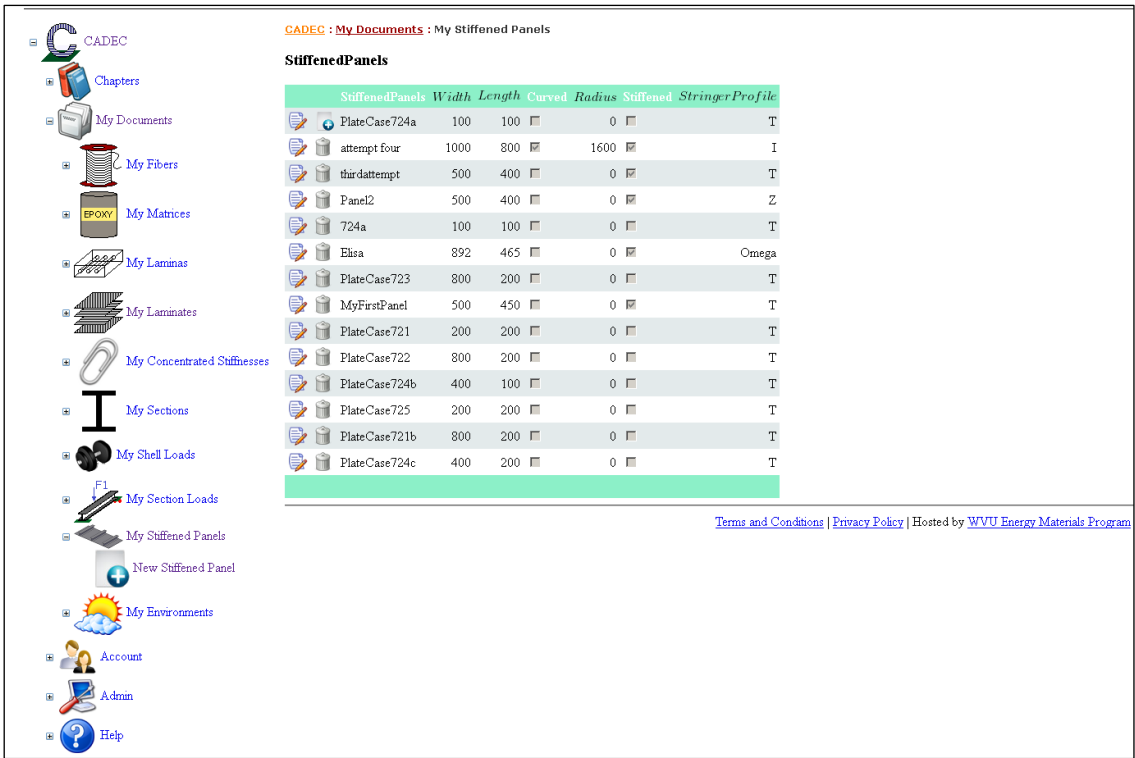 CADEC
Chapters
My Documents
My Fibers
EPOXY My Matrices
My Laminas
My Laminates
My Concentrated Stiffnesses
My Sections
My Shell Loads
F1
My Section Loads
My Stiffened Panels
New Stiffened Panel
My Environments
Account
Admin
Help
CADEC : My Documents : My Stiffened Panels
StiffenedPanels
StiffenedPanels Width Length Curved Radius Stiffened StringerProfile
PlateCase724a 100 100 0 T
attempt four 1000 800 1600 I
thirdattempt 500 400 0 T
Panel2 500 400 0 Z
724a 100 100 0 T
Elisa 892 465 0 Omega
PlateCase723 800 200 0 T
MyFirstPanel 500 450 0 T
PlateCase721 200 200 0 T
PlateCase722 800 200 0 T
PlateCase724b 400 100 0 T
PlateCase725 200 200 0 T
PlateCase721b 800 200 0 T
PlateCase724c 400 200 0 T
Terms and Conditions | Privacy Policy | Hosted by WVU Energy Materials Program